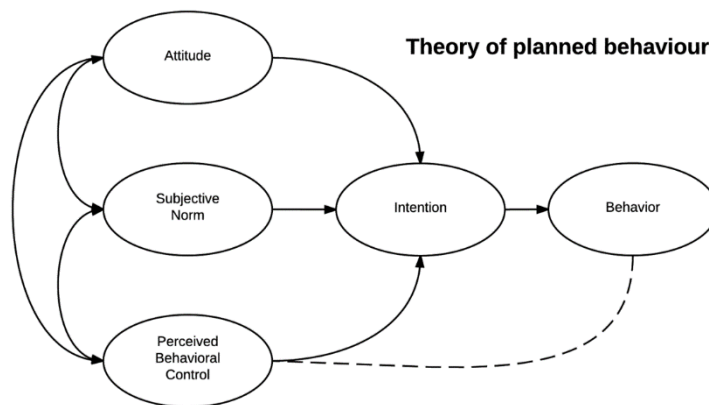 Theory of planned behaviour
Attitude
Subjective
Norm
Intention
Behavior
Perceived
Behavioral
Control